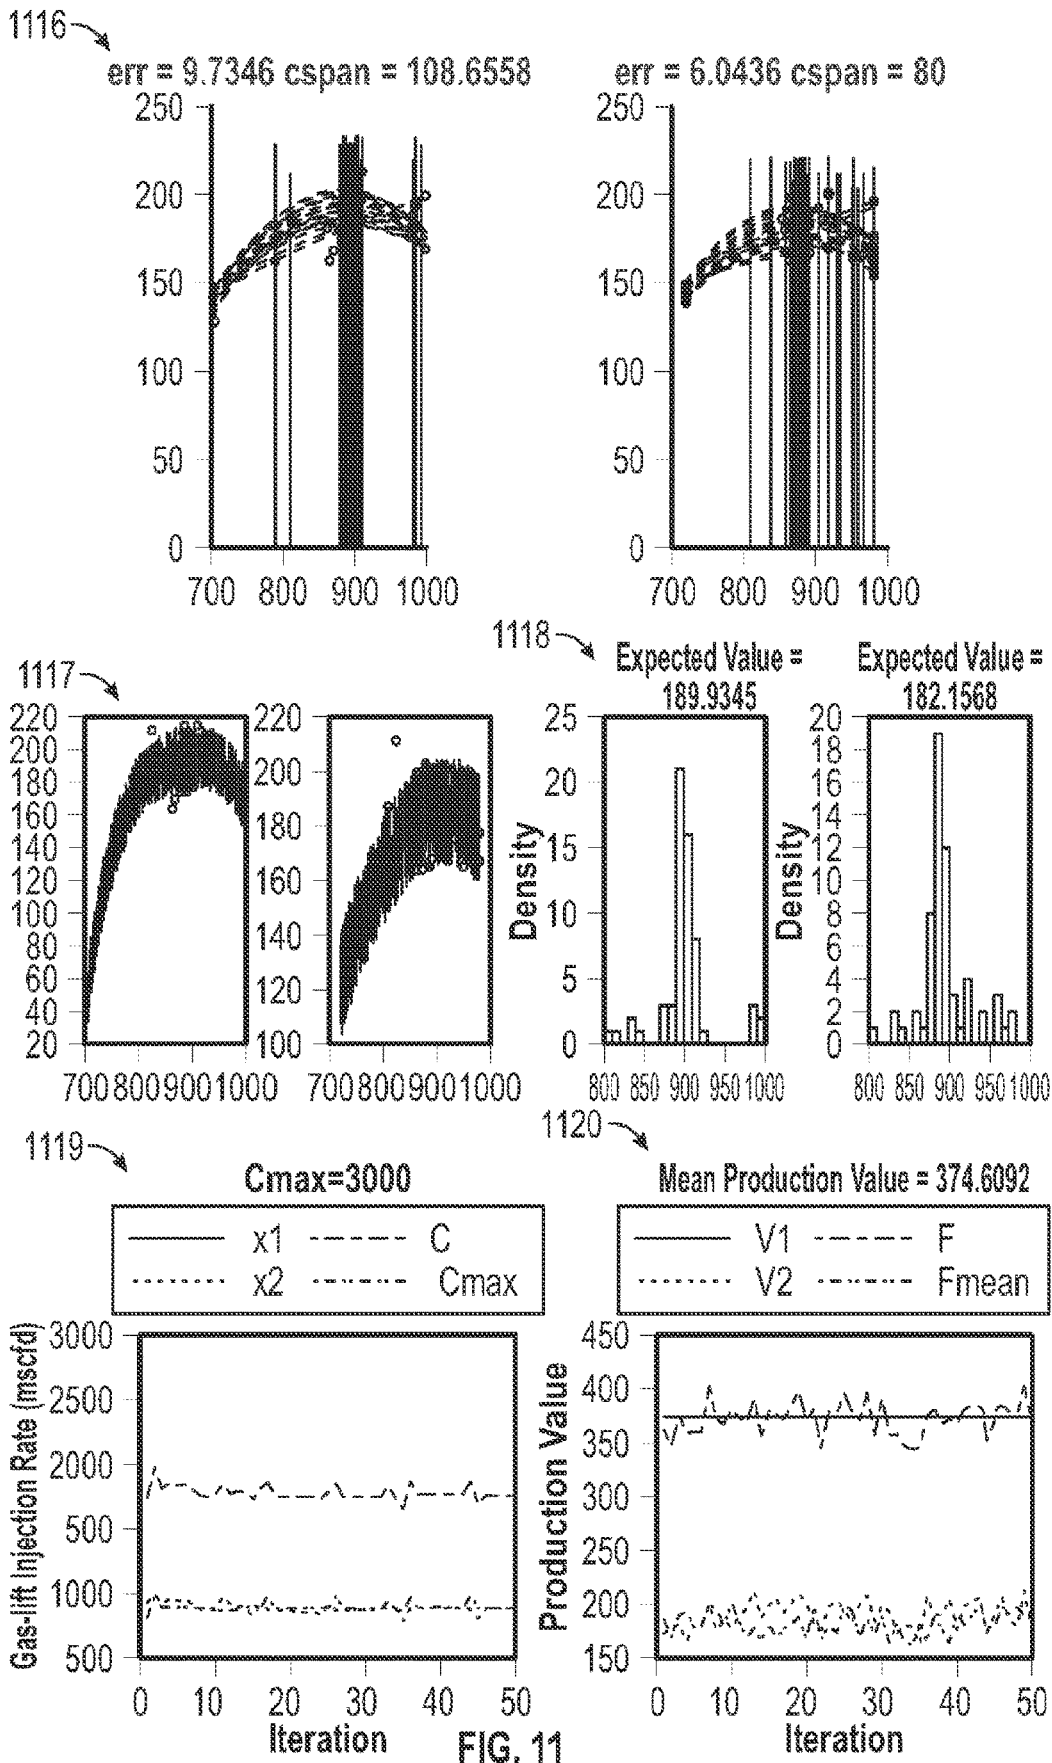 1116
err = 9.7346 cspan = 108.6558
err = 6.0436 cspan = 80
250
200
150
100
50
0
700 800 900 1000
250
200
150
100
50
0
700 800 900 1000
1117
220
200
180
160
140
120
100
80
60
40
20
700 800 900 1000
220
200
180
160
140
120
100
700 800 900 1000
1118
Expected Value =
189.9345
Density
25
20
15
10
5
0
800 850 900 950 1000
Expected Value =
182.1568
Density
20
18
16
14
12
10
8
6
4
2
0
800 850 900 950 1000
1119
Cmax=3000
x1 C
x2 Cmax
Gas-lift Injection Rate (mscfd)
3000
2500
2000
500
1000
500
0 10 20 30 40 50
Iteration
1120
Mean Production Value = 374.6092
V1 F
V2 Fmean
Production Value
450
400
350
300
250
200
150
0 10 20 30 40 50
Iteration
FIG. 11